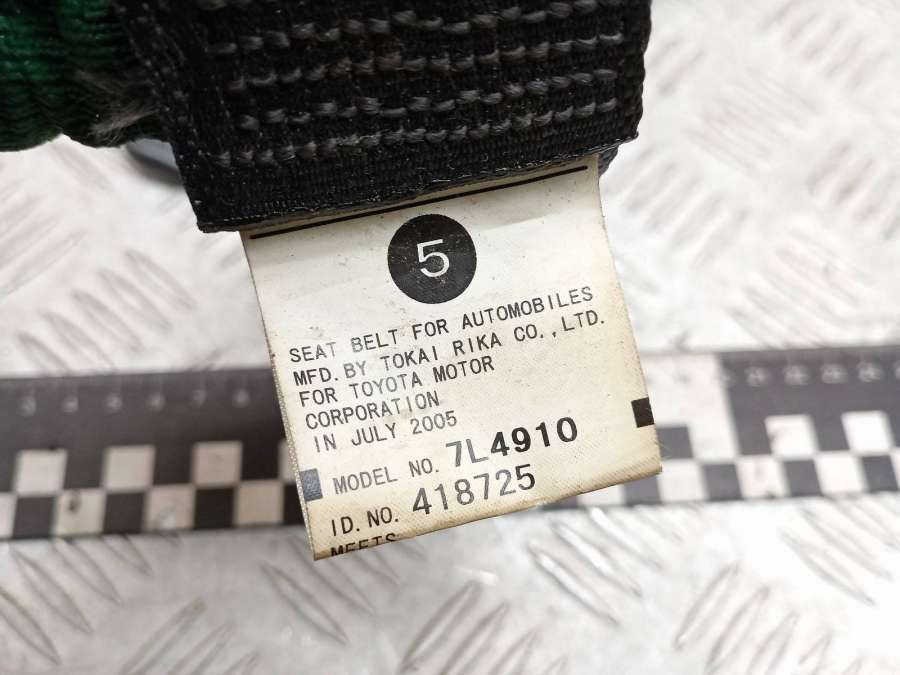 5
SEAT BELT FOR AUTOMOBILES
MFD. BY TOKAI RIKA CO., LTD.
FOR TOYOTA MOTOR
CORPORATION
IN JULY 2005
MODEL NO. 7L4910
ID. NO. 418725
MEETS